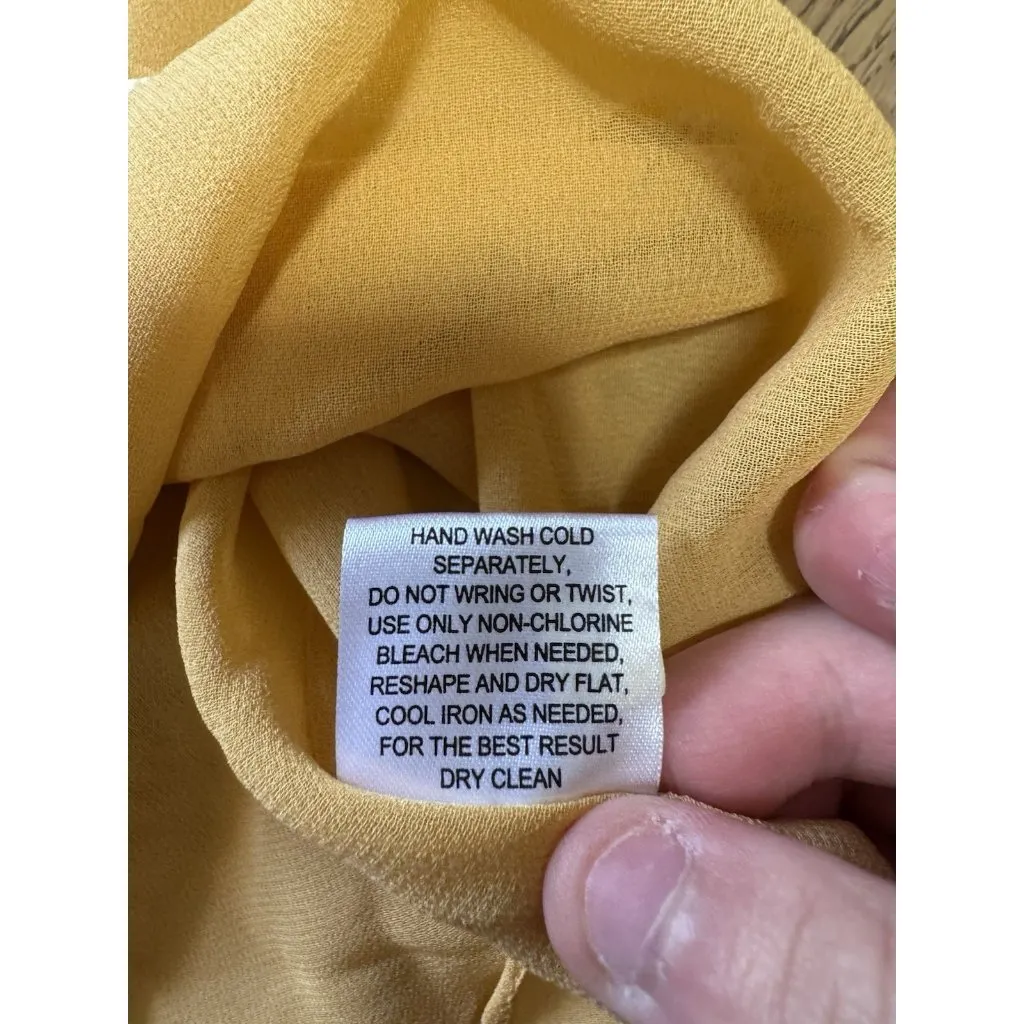 HAND WASH COLD
SEPARATELY,
DO NOT WRING OR TWIST,
USE ONLY NON-CHLORINE
BLEACH WHEN NEEDED,
RESHAPE AND DRY FLAT,
COOL IRON AS NEEDED,
FOR THE BEST RESULT
DRY CLEAN